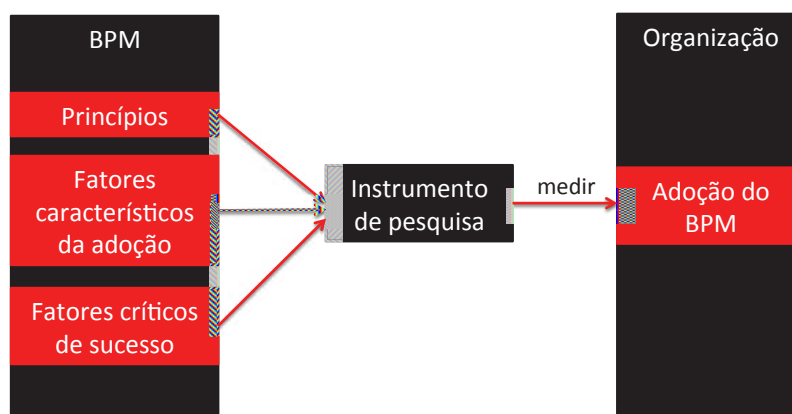 BPM
Princípios
Fatores
característicos
da adoção
Fatores críticos
de sucesso
Instrumento
de pesquisa
medir
Organização
Adoção do
BPM